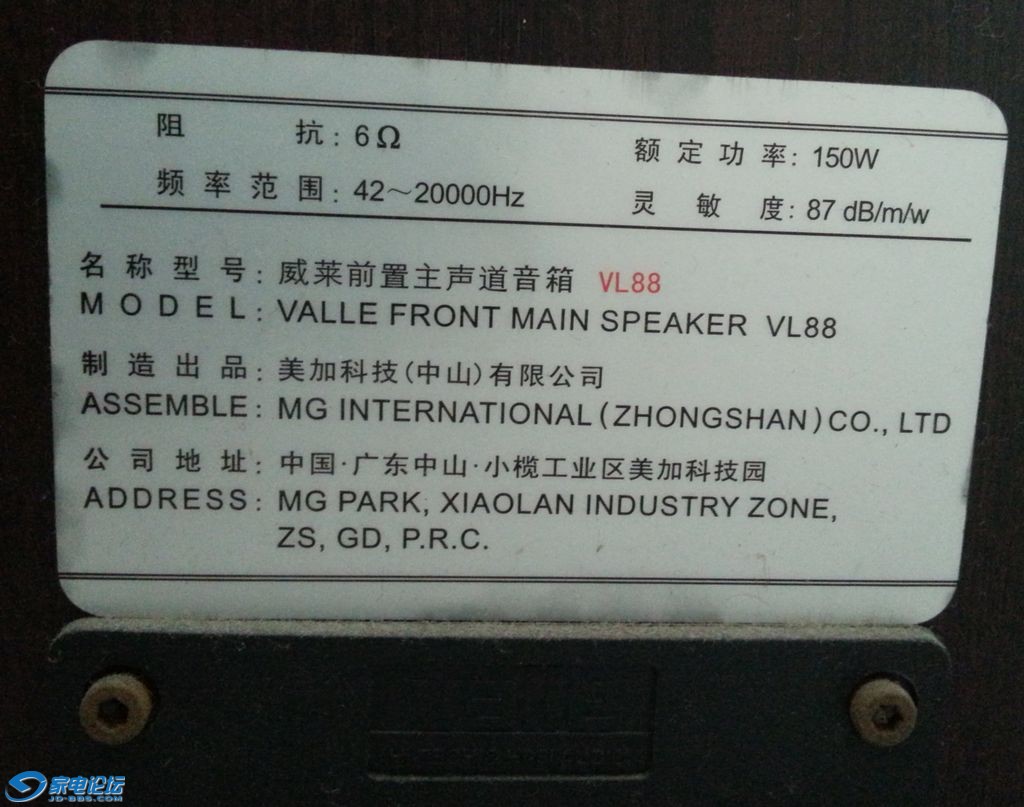 阻 抗: 6Ω
额定功率: 150W
频率范围: 42～20000Hz
灵敏度: 87 dB/m/w
名称型号: 威莱前置主声道音箱 VL88
MODEL: VALLE FRONT MAIN SPEAKER VL88
制造出品: 美加科技(中山)有限公司
ASSEMBLE: MG INTERNATIONAL(ZHONGSHAN)CO., LTD
公司地址: 中国·广东中山·小榄工业区美加科技园
ADDRESS: MG PARK, XIAOLAN INDUSTRY ZONE,
ZS, GD, P.R.C.
家电论坛
JD-BBS.COM